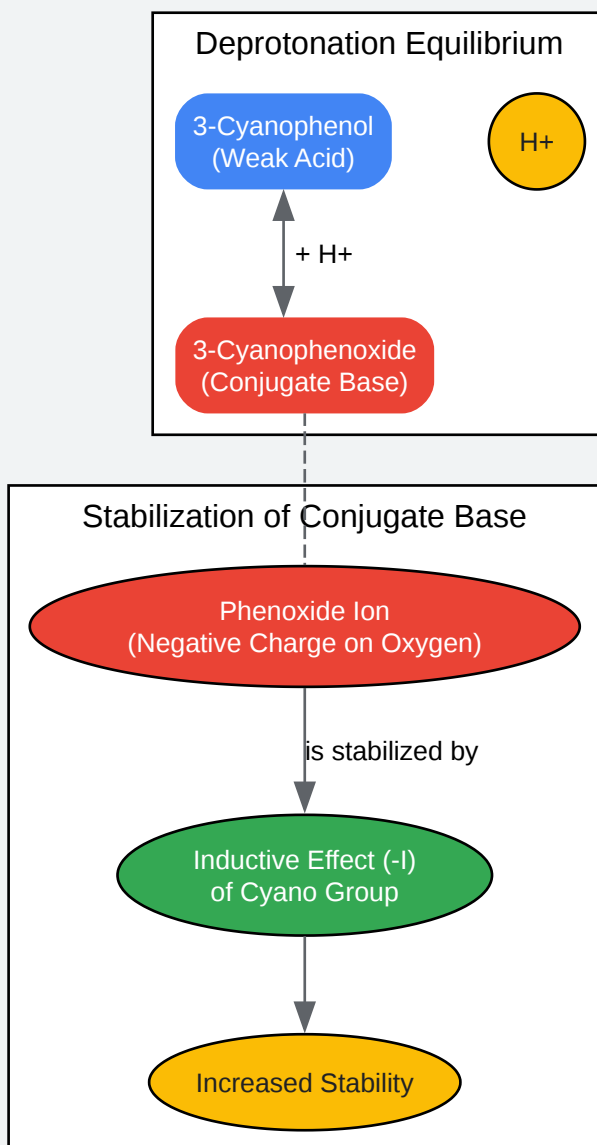 Deprotonation Equilibrium
3-Cyanophenol
(Weak Acid)
H+
+ H+
3-Cyanophenoxide
(Conjugate Base)
Stabilization of Conjugate Base
Phenoxide Ion
(Negative Charge on Oxygen)
is stabilized by
Inductive Effect (-I)
of Cyano Group
Increased Stability